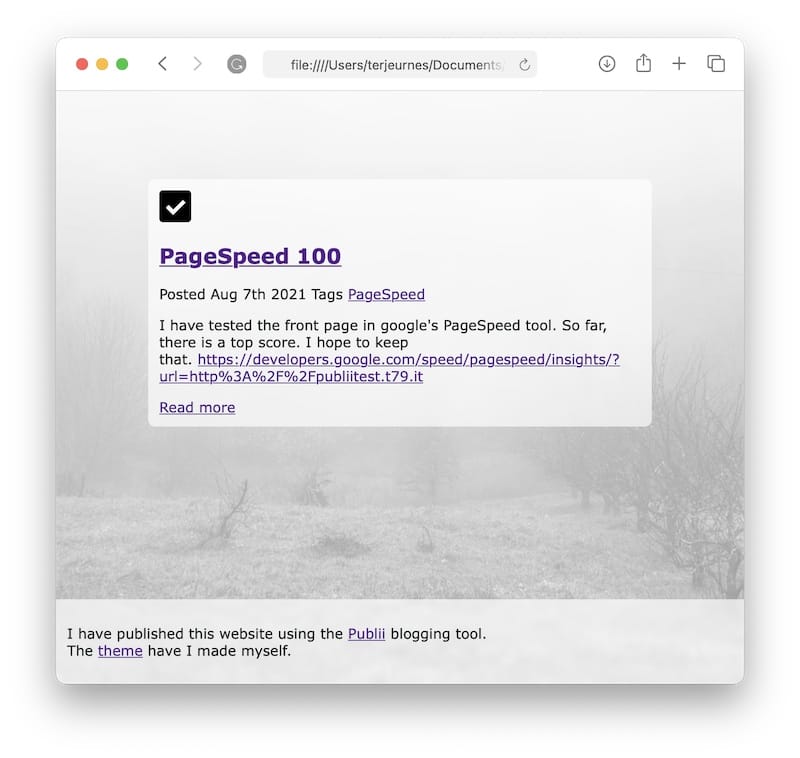 file:////Users/terjeurnes/Documents/
PageSpeed 100
Posted Aug 7th 2021 Tags PageSpeed
I have tested the front page in google's PageSpeed tool. So far,
there is a top score. I hope to keep
that. https://developers.google.com/speed/pagespeed/insights/?
url=http%3A%2F%2Fpubliitest.t79.it
Read more
I have published this website using the Publii blogging tool.
The theme have I made myself.